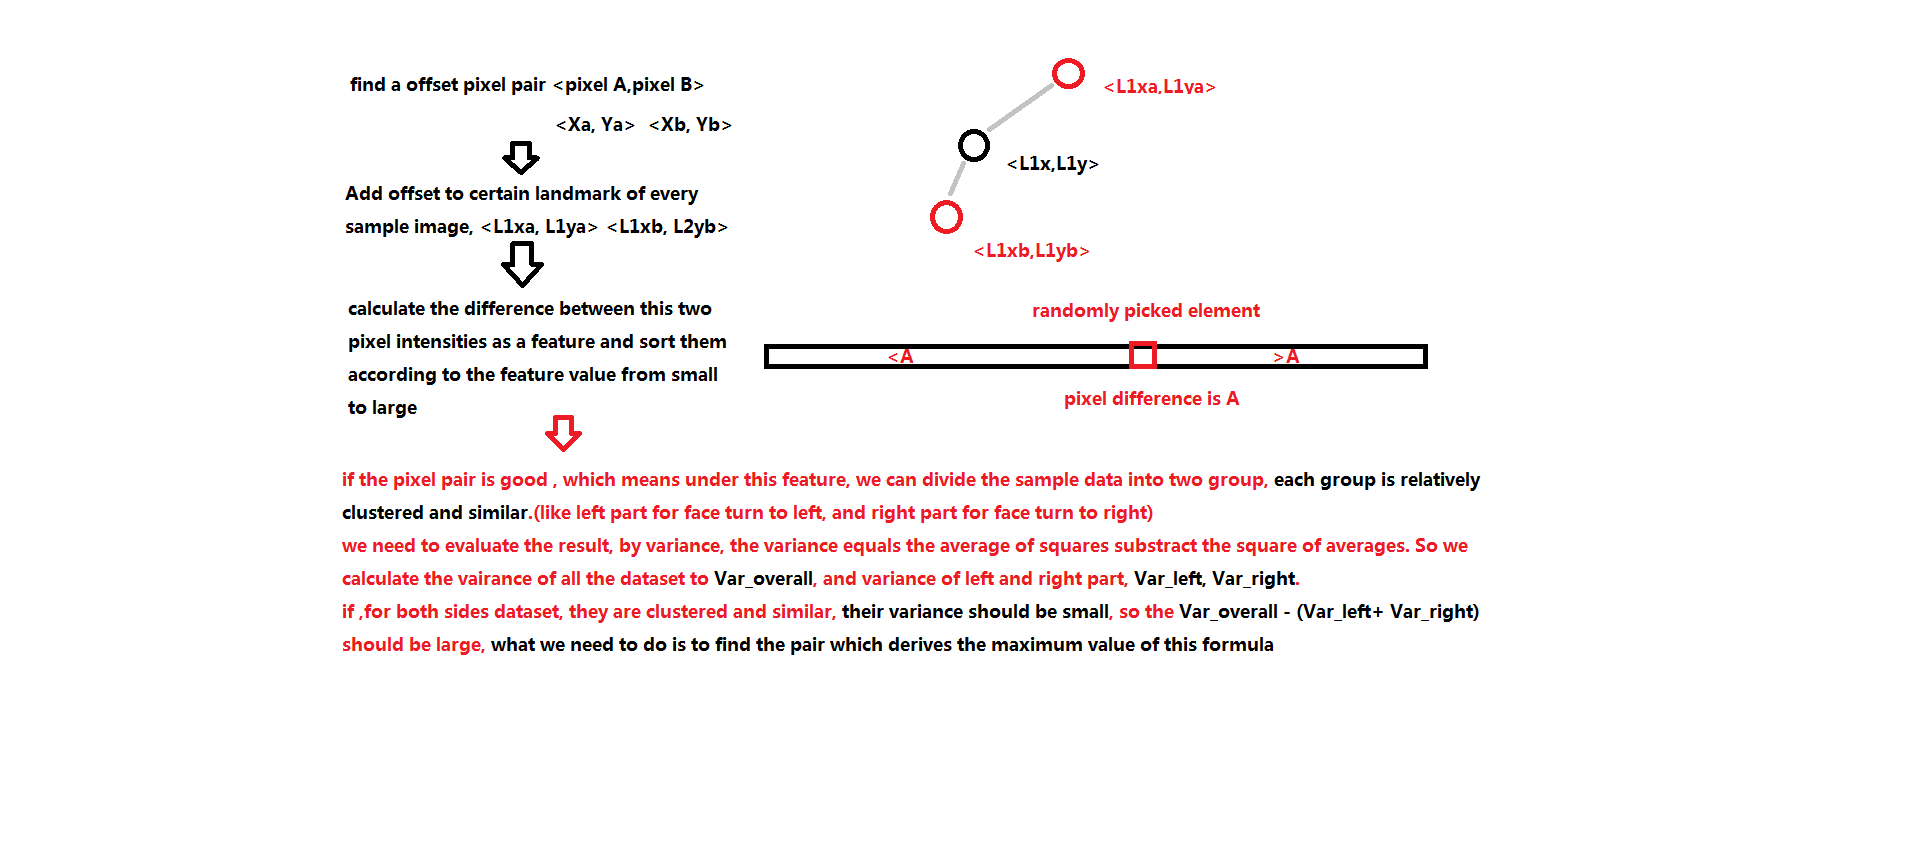 find a offset pixel pair <pixel A,pixel B>
<Xa, Ya> <Xb, Yb>
Add offset to certain landmark of every
sample image, <L1xa, L1ya> <L1xb, L2yb>
calculate the difference between this two
pixel intensities as a feature and sort them
according to the feature value from small
to large
<L1xa,L1ya>
<L1x,L1y>
<L1xb,L1yb>
randomly picked element
<A >A
pixel difference is A
if the pixel pair is good , which means under this feature, we can divide the sample data into two group, each group is relatively
clustered and similar.(like left part for face turn to left, and right part for face turn to right)
we need to evaluate the result, by variance, the variance equals the average of squares substract the square of averages. So we
calculate the vairance of all the dataset to Var_overall, and variance of left and right part, Var_left, Var_right.
if ,for both sides dataset, they are clustered and similar, their variance should be small, so the Var_overall - (Var_left+ Var_right)
should be large, what we need to do is to find the pair which derives the maximum value of this formula